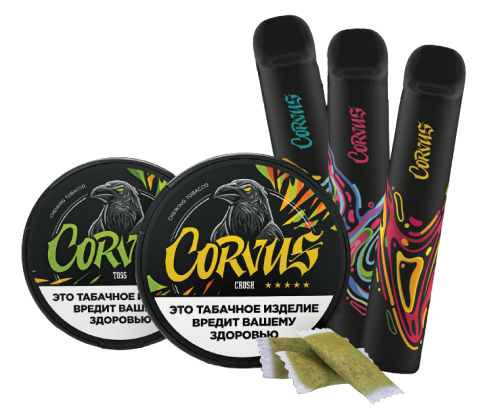 CORVUS
CORVUS
CORVUS
CHEWING TOBACCO
CORVUS
TOSS
ЭТО ТАБАЧНОЕ И
ВРЕДИТ ВАШЕМ
ЗДОРОВЬЮ
CHEWING TOBACCO
CORVUS
CRUSH
ЭТО ТАБАЧНОЕ ИЗДЕЛИЕ
ВРЕДИТ ВАШЕМУ
ЗДОРОВЬЮ